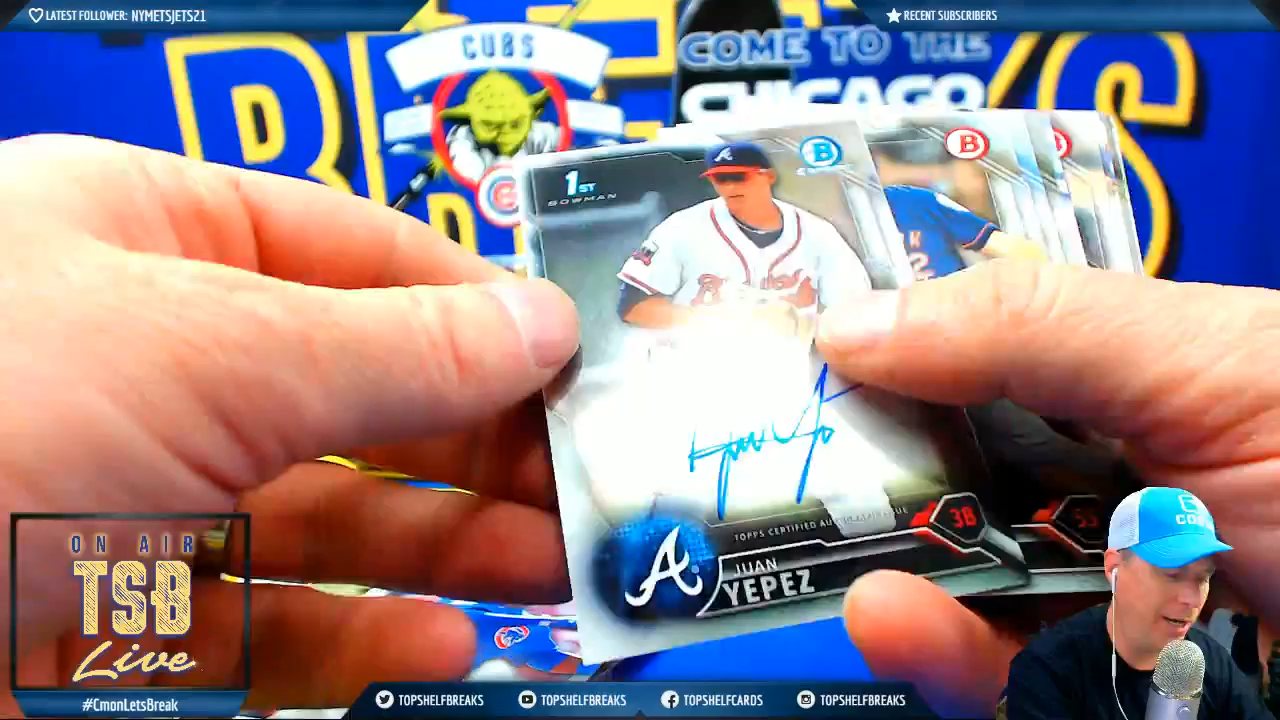 LATEST FOLLOWER: NYMETSJETS21
RECENT SUBSCRIBERS
CUBS
COME TO THE
CHICAGO
1ST
BOWMAN
B
B
3B
TOPPS CERTIFIED AUTOGRAPH ISSUE
JUAN
YEPEZ
SS
ON AIR
TSB
Live
#CmonLetsBreak
TOPSHELFBREAKS
TOPSHELFBREAKS
TOPSHELFCARDS
TOPSHELFBREAKS